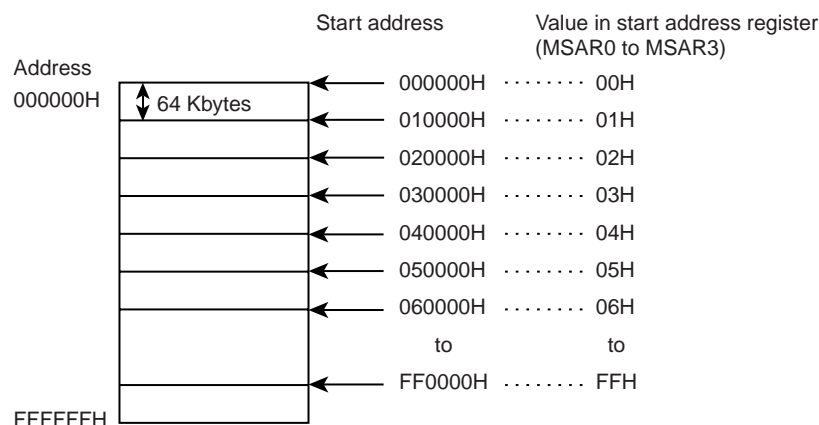 Start address
Value in start address register
(MSAR0 to MSAR3)
Address
000000H
64 Kbytes
000000H ........ 00H
010000H ........ 01H
020000H ........ 02H
030000H ........ 03H
040000H ........ 04H
050000H ........ 05H
060000H ........ 06H
to to
FF0000H ........ FFH
FFFFFFH